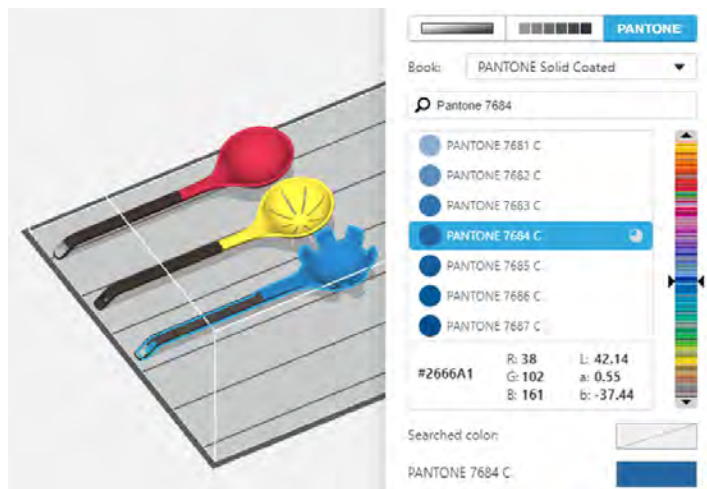 PANTONE
Book: PANTONE Solid Coated
Pantone 7684
PANTONE 7681 C
PANTONE 7682 C
PANTONE 7683 C
PANTONE 7684 C
PANTONE 7685 C
PANTONE 7686 C
PANTONE 7687 C
#2666A1
R: 38 L: 42.14
G: 102 a: 0.55
B: 161 b: -37.44
Searched color:
PANTONE 7684 C